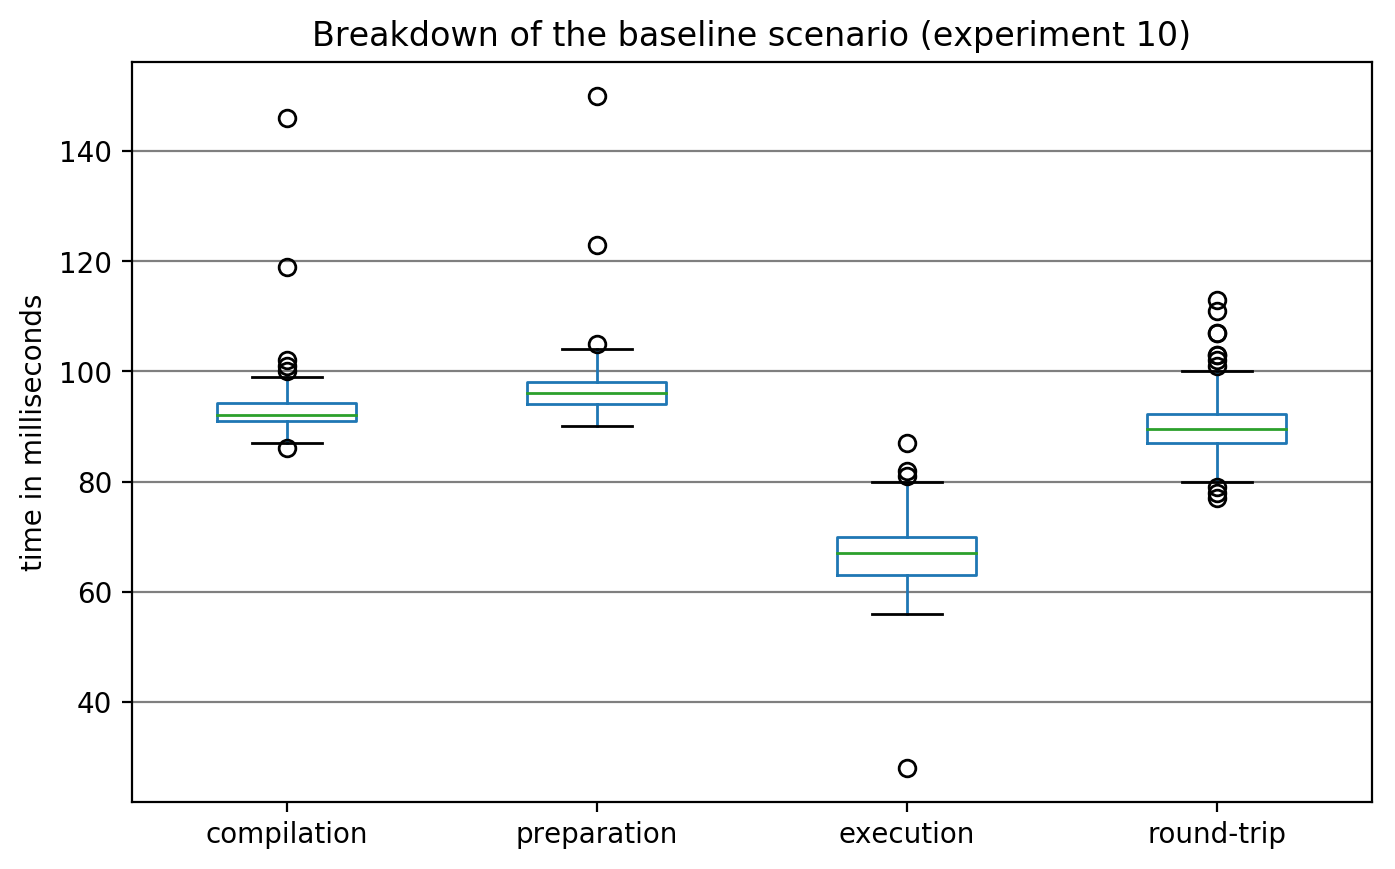 Breakdown of the baseline scenario (experiment 10)
time in milliseconds
140
120
100
80
60
40
compilation preparation execution round-trip